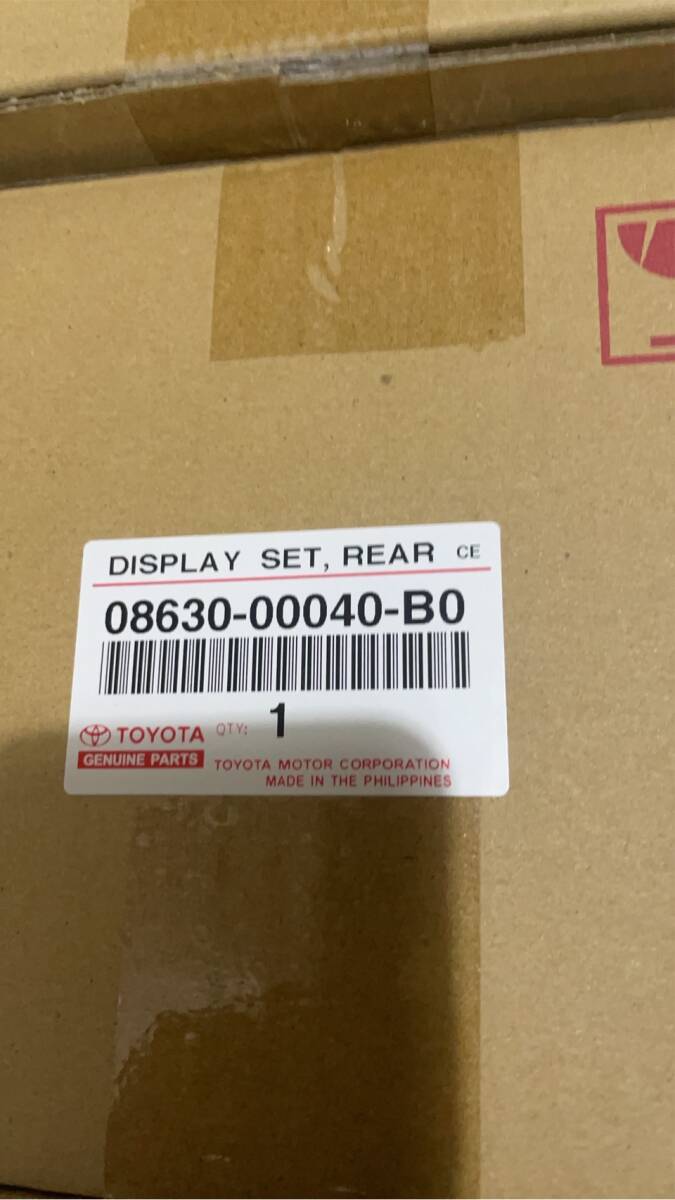 DISPLAY SET, REAR CE
08630-00040-B0
TOYOTA QTY: 1
GENUINE PARTS TOYOTA MOTOR CORPORATION
MADE IN THE PHILIPPINES